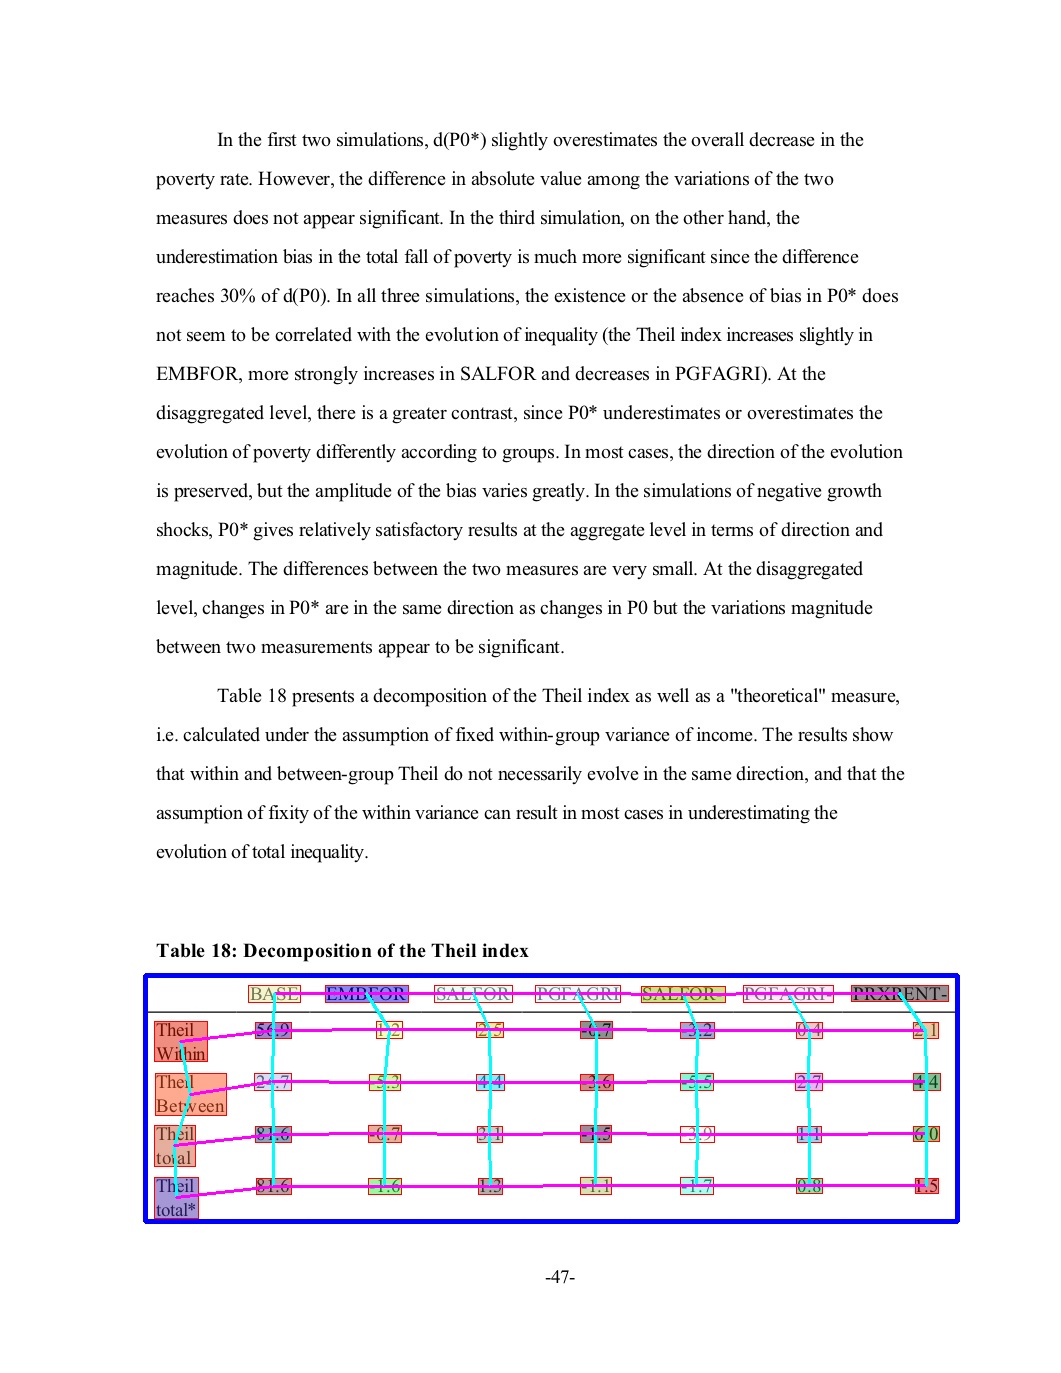 In the first two simulations, d(P0*) slightly overestimates the overall decrease in the
poverty rate. However, the difference in absolute value among the variations of the two
measures does not appear significant. In the third simulation, on the other hand, the
underestimation bias in the total fall of poverty is much more significant since the difference
reaches 30% of d(P0). In all three simulations, the existence or the absence of bias in P0* does
not seem to be correlated with the evolution of inequality (the Theil index increases slightly in
EMBFOR, more strongly increases in SALFOR and decreases in PGFAGRI). At the
disaggregated level, there is a greater contrast, since P0* underestimates or overestimates the
evolution of poverty differently according to groups. In most cases, the direction of the evolution
is preserved, but the amplitude of the bias varies greatly. In the simulations of negative growth
shocks, P0* gives relatively satisfactory results at the aggregate level in terms of direction and
magnitude. The differences between the two measures are very small. At the disaggregated
level, changes in P0* are in the same direction as changes in P0 but the variations magnitude
between two measurements appear to be significant.
Table 18 presents a decomposition of the Theil index as well as a "theoretical" measure,
i.e. calculated under the assumption of fixed within-group variance of income. The results show
that within and between-group Theil do not necessarily evolve in the same direction, and that the
assumption of fixity of the within variance can result in most cases in underestimating the
evolution of total inequality.
Table 18: Decomposition of the Theil index
BASE EMBFOR SALFOR PGFAGRI SALFOR- PGFAGRI- PRXRENT-
Theil Within 56.9 1.2 2.5 -0.7 -3.2 0.4 2.1
Theil Between 24.7 -5.3 4.4 -3.6 -5.5 2.7 4.4
Theil total 81.6 -0.7 3.1 -1.5 -3.9 1.1 6.0
Theil total* 81.6 -1.6 1.3 -1.1 -1.7 0.8 1.5
-47-